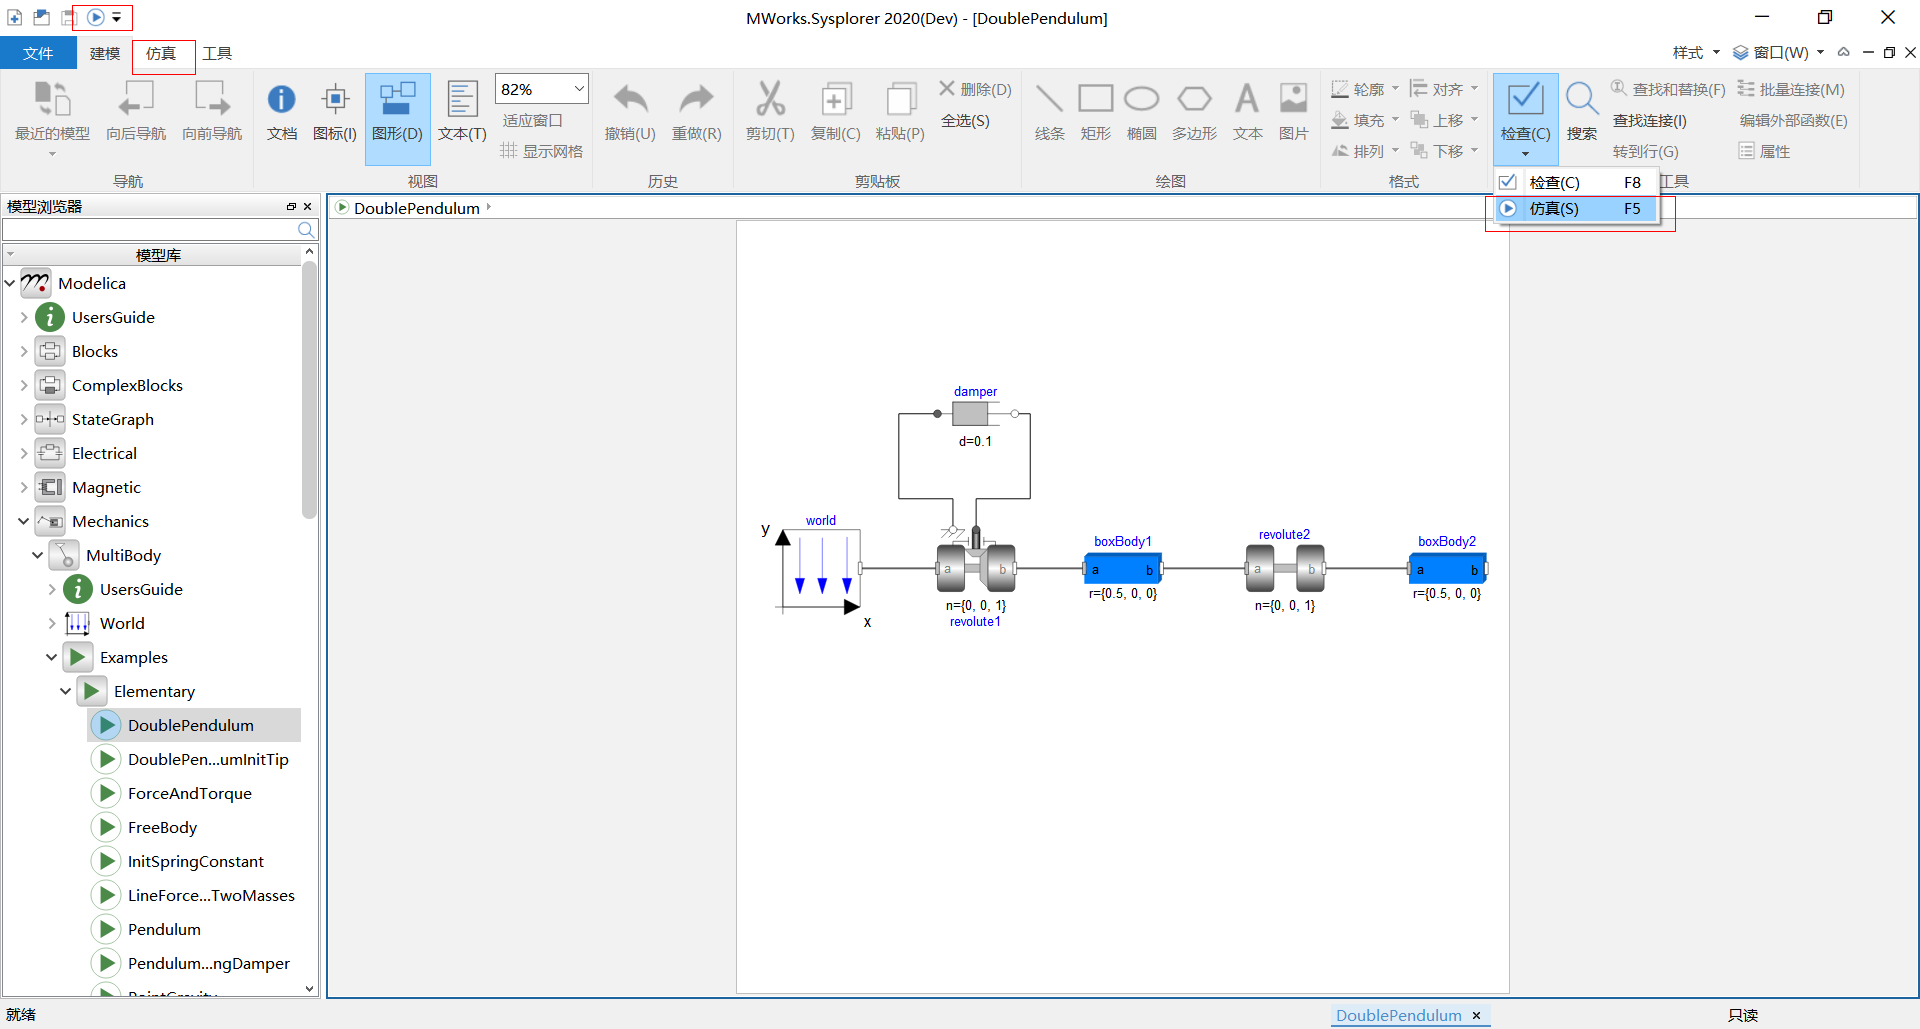 MWorks.Sysplorer 2020(Dev) - [DoublePendulum]
文件 建模 仿真 工具 样式 窗口(W)
最近的模型 向后导航 向前导航
导航
文档 图标(I) 图形(D) 文本(T)
82%
适应窗口
显示网格
视图
撤销(U) 重做(R)
历史
剪切(T) 复制(C) 粘贴(P)
删除(D)
全选(S)
剪贴板
线条 矩形 椭圆 多边形 文本 图片
绘图
轮廓 对齐
填充 上移
排列 下移
格式
检查(C) 搜索
查找和替换(F) 批量连接(M)
查找连接(I) 编辑外部函数(E)
转到行(G) 属性
工具
检查(C) F8
仿真(S) F5
模型浏览器
模型库
Modelica
UsersGuide
Blocks
ComplexBlocks
StateGraph
Electrical
Magnetic
Mechanics
MultiBody
UsersGuide
World
Examples
Elementary
DoublePendulum
DoublePen...umInitTip
ForceAndTorque
FreeBody
InitSpringConstant
LineForce...TwoMasses
Pendulum
Pendulum...ngDamper
DoublePendulum
damper
d=0.1
world
y
x
a b
n={0, 0, 1}
revolute1
boxBody1
a b
r={0.5, 0, 0}
revolute2
a b
n={0, 0, 1}
boxBody2
a b
r={0.5, 0, 0}
就绪
DoublePendulum
只读